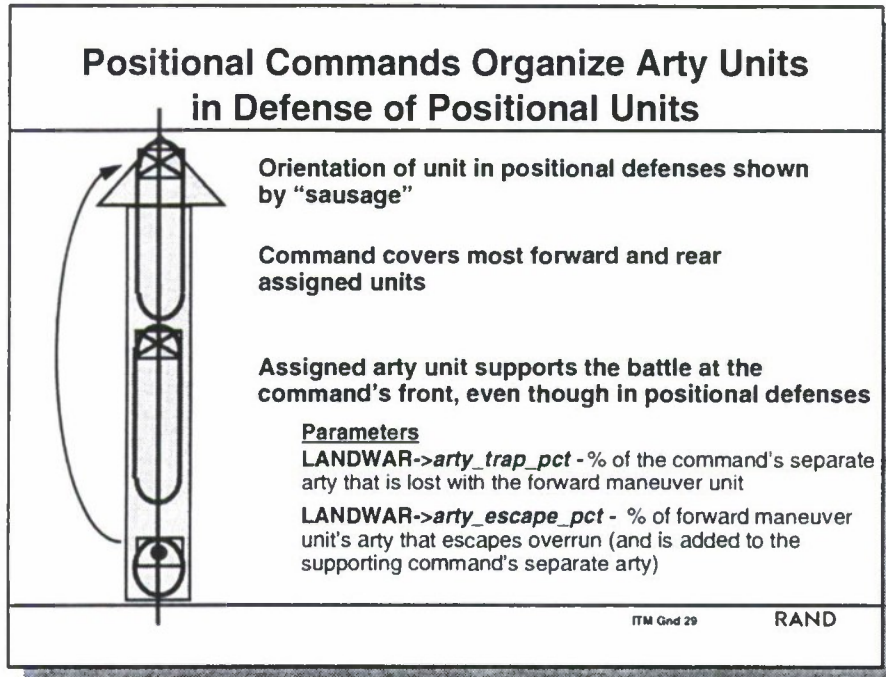 Positional Commands Organize Arty Units
in Defense of Positional Units
Orientation of unit in positional defenses shown
by “sausage”
Command covers most forward and rear
assigned units
Assigned arty unit supports the battle at the
command's front, even though in positional defenses
Parameters
LANDWAR->arty_trap_pct - % of the command's separate
arty that is lost with the forward maneuver unit
LANDWAR->arty_escape_pct - % of forward maneuver
unit's arty that escapes overrun (and is added to the
supporting command's separate arty)
ITM Gnd 29
RAND